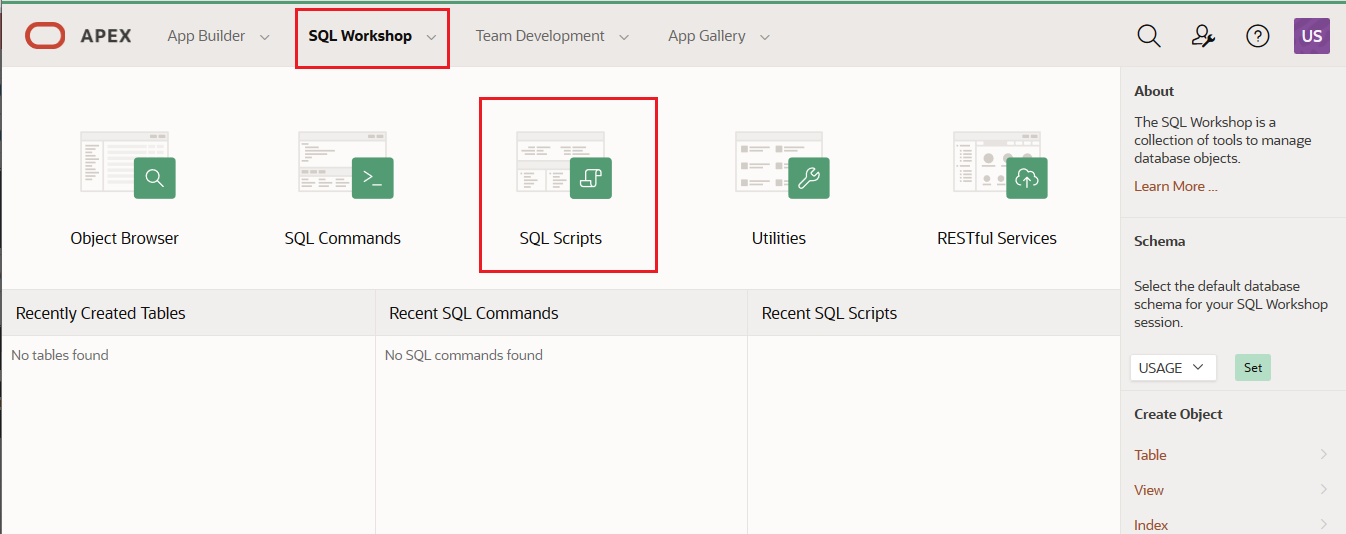 APEX App Builder SQL Workshop Team Development App Gallery US
Object Browser SQL Commands SQL Scripts Utilities RESTful Services
Recently Created Tables Recent SQL Commands Recent SQL Scripts
No tables found No SQL commands found
About
The SQL Workshop is a
collection of tools to manage
database objects.
Learn More ...
Schema
Select the default database
schema for your SQL Workshop
session.
USAGE Set
Create Object
Table
View
Index